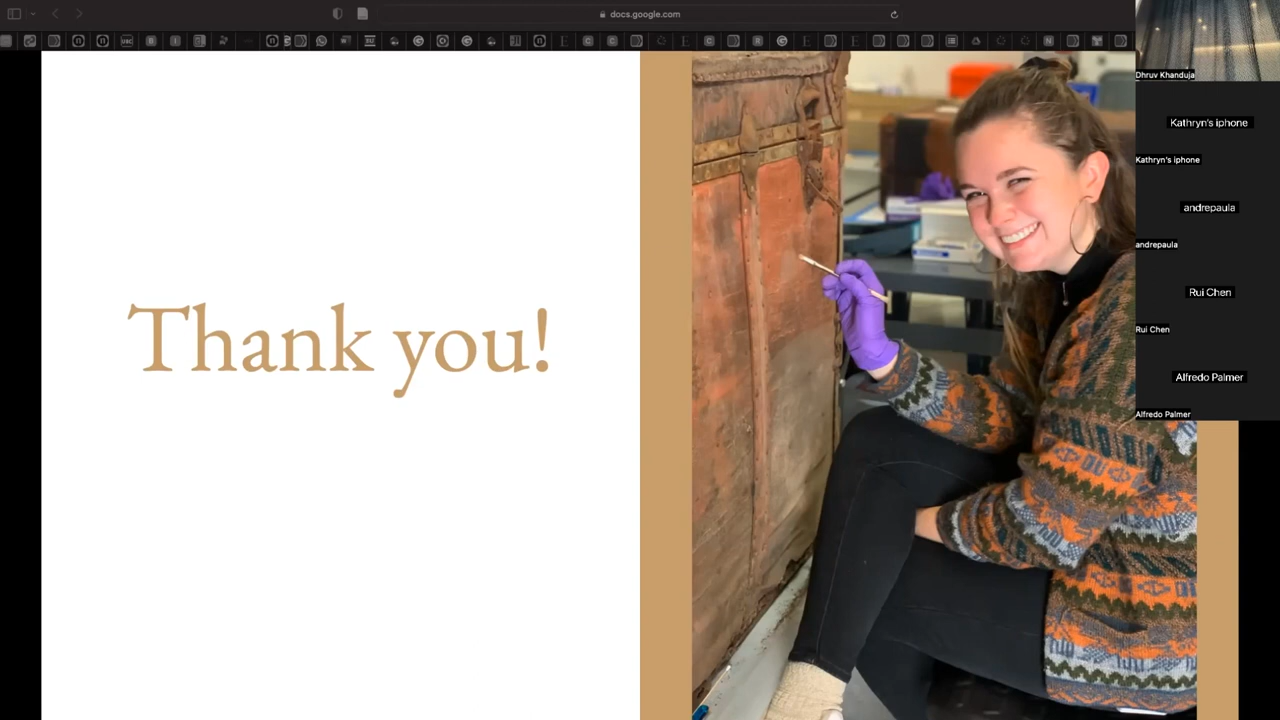 docs.google.com
Dhruv Khanduja
Kathryn's iphone
Kathryn's iphone
andrepaula
andrepaula
Rui Chen
Rui Chen
Alfredo Palmer
Alfredo Palmer
Thank you!